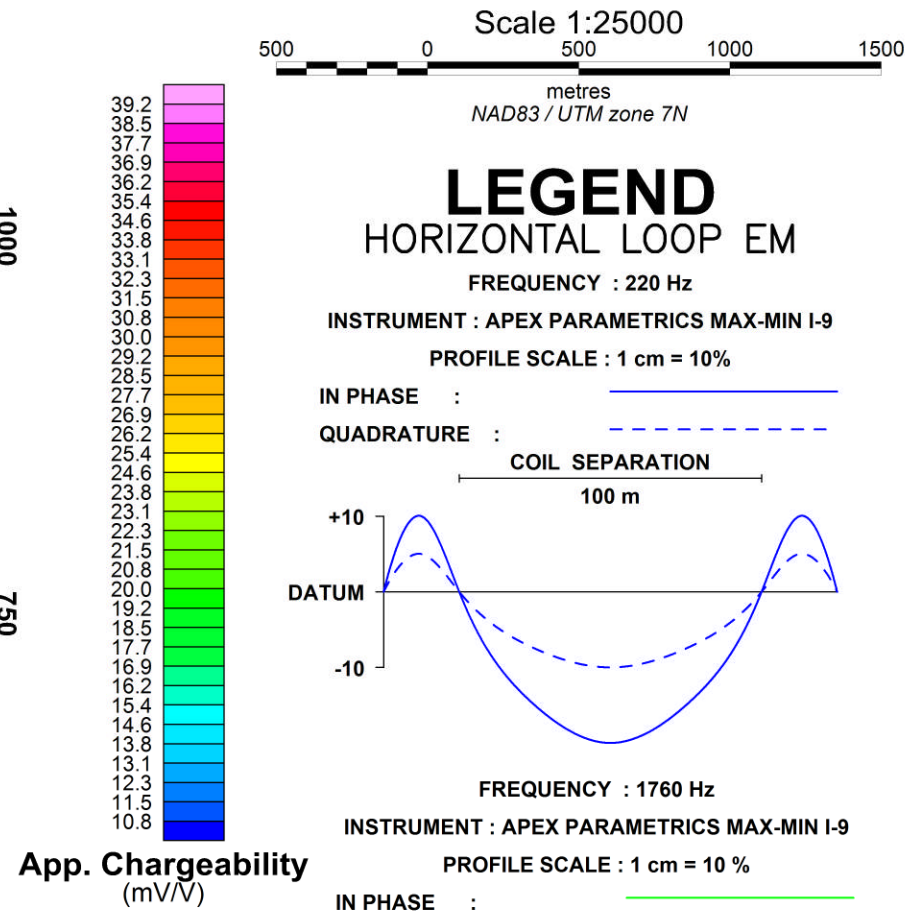 Scale 1:25000
500 0 500 1000 1500
metres
NAD83 / UTM zone 7N
39.2
38.5
37.7
36.9
36.2
35.4
34.6
33.8
33.1
32.3
31.5
30.8
30.0
29.2
28.5
27.7
26.9
26.2
25.4
24.6
23.8
23.1
22.3
21.5
20.8
20.0
19.2
18.5
17.7
16.9
16.2
15.4
14.6
13.8
13.1
12.3
11.5
10.8
App. Chargeability
(mV/V)
1000
750
LEGEND
HORIZONTAL LOOP EM
FREQUENCY : 220 Hz
INSTRUMENT : APEX PARAMETRICS MAX-MIN I-9
PROFILE SCALE : 1 cm = 10%
IN PHASE :
QUADRATURE :
COIL SEPARATION
100 m
+10
DATUM
-10
FREQUENCY : 1760 Hz
INSTRUMENT : APEX PARAMETRICS MAX-MIN I-9
PROFILE SCALE : 1 cm = 10 %
IN PHASE :